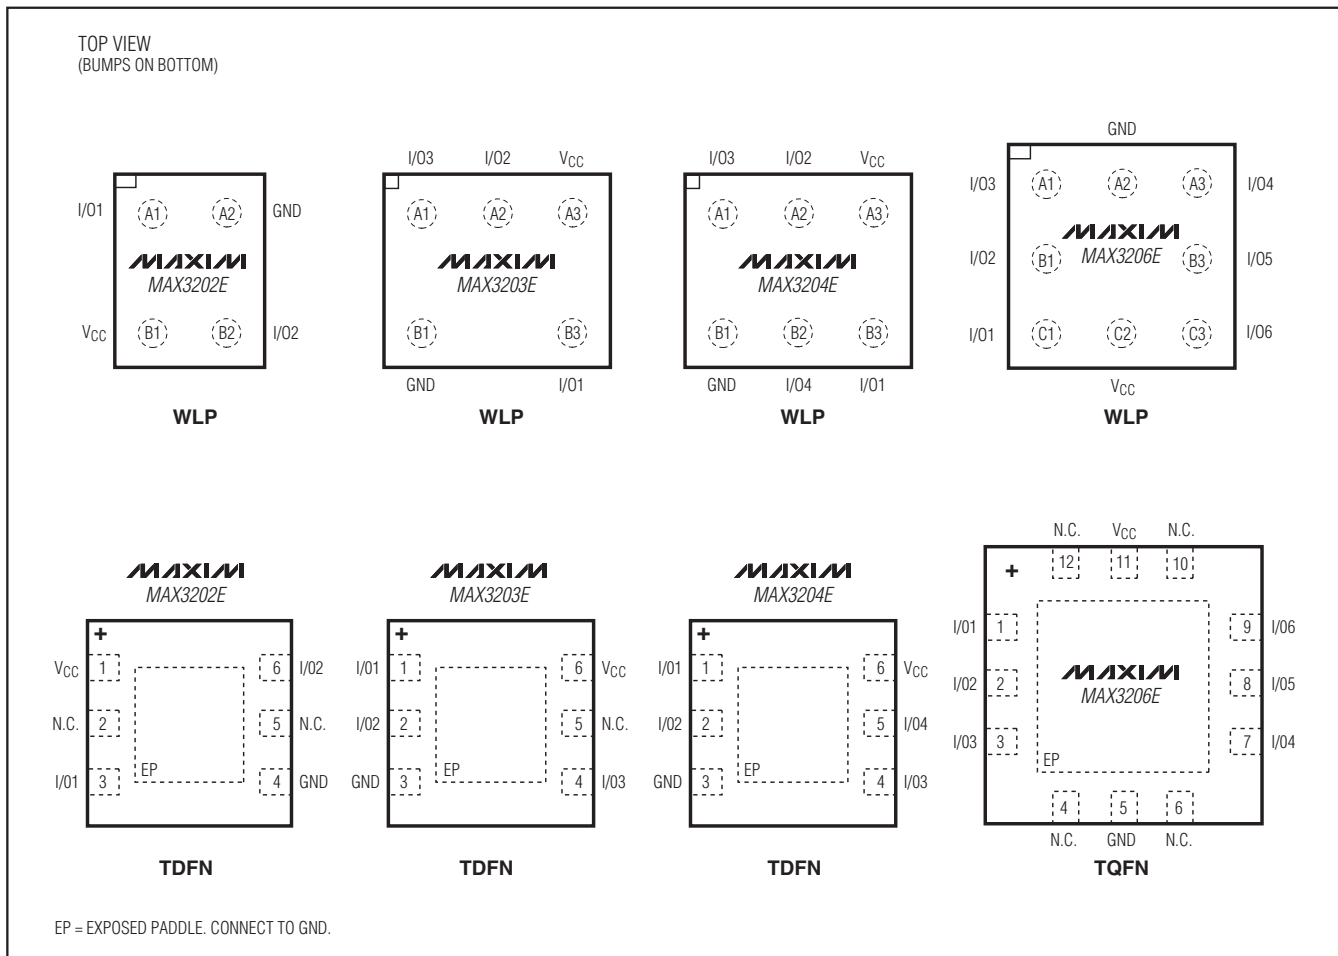 TOP VIEW
(BUMPS ON BOTTOM)
I/O1 A1 A2 GND
MAXIM
MAX3202E
VCC B1 B2 I/O2
WLP
I/O3 I/O2 VCC
A1 A2 A3
MAXIM
MAX3203E
B1 B3
GND I/O1
WLP
I/O3 I/O2 VCC
A1 A2 A3
MAXIM
MAX3204E
B1 B2 B3
GND I/O4 I/O1
WLP
GND
I/O3 A1 A2 A3 I/O4
MAXIM
MAX3206E
I/O2 B1 B3 I/O5
I/O1 C1 C2 C3 I/O6
VCC
WLP
MAXIM
MAX3202E
+
VCC 1 6 I/O2
N.C. 2 5 N.C.
EP
I/O1 3 4 GND
TDFN
MAXIM
MAX3203E
+
I/O1 1 6 VCC
I/O2 2 5 N.C.
EP
GND 3 4 I/O3
TDFN
MAXIM
MAX3204E
+
I/O1 1 6 VCC
I/O2 2 5 I/O4
EP
GND 3 4 I/O3
TDFN
N.C. VCC N.C.
12 11 10
+
I/O1 1 9 I/O6
MAXIM
MAX3206E
I/O2 2 8 I/O5
I/O3 3 7 I/O4
EP
4 5 6
N.C. GND N.C.
TQFN
EP = EXPOSED PADDLE. CONNECT TO GND.